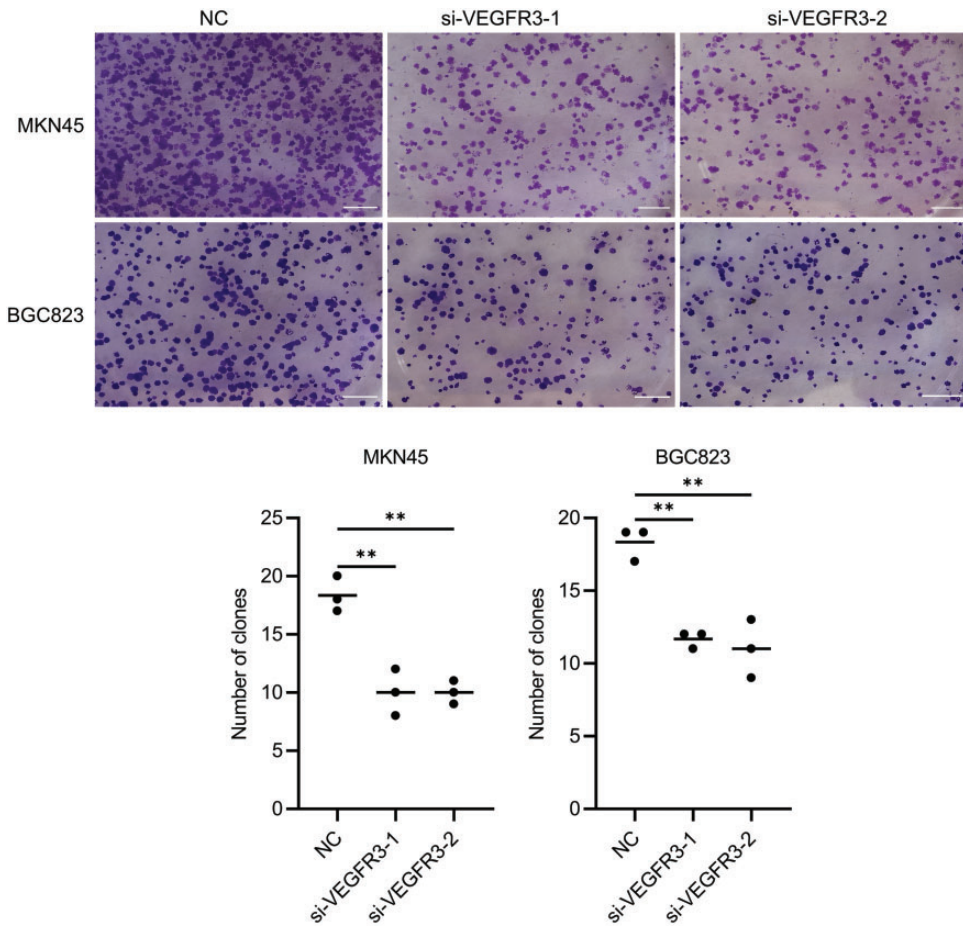 NC si-VEGFR3-1 si-VEGFR3-2
MKN45
BGC823
MKN45
25
20
15
10
5
0
Number of clones
**
**
NC
si-VEGFR3-1
si-VEGFR3-2
BGC823
20
15
10
5
0
Number of clones
**
**
NC
si-VEGFR3-1
si-VEGFR3-2